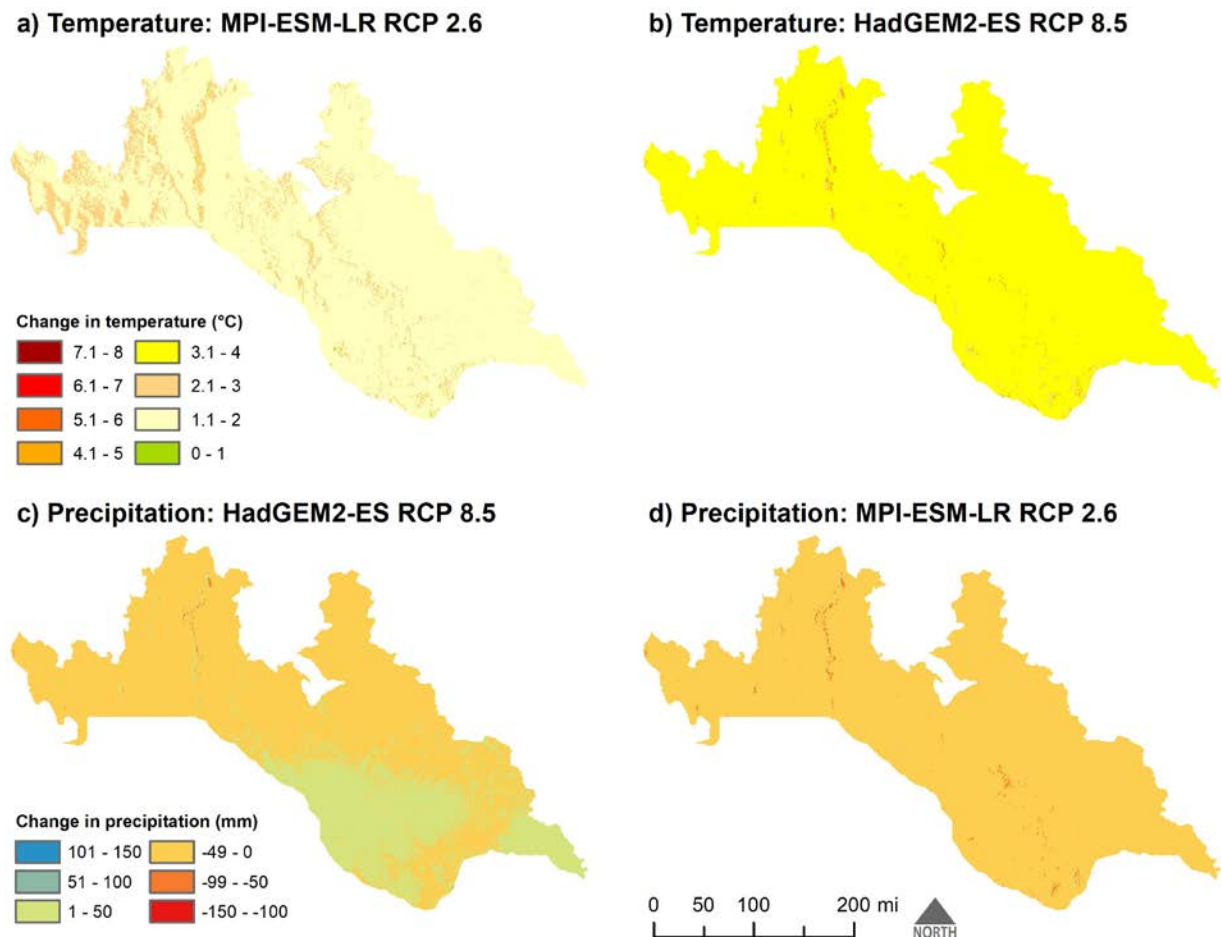 a) Temperature: MPI-ESM-LR RCP 2.6
b) Temperature: HadGEM2-ES RCP 8.5
Change in temperature (°C)
7.1 - 8
3.1 - 4
6.1 - 7
2.1 - 3
5.1 - 6
1.1 - 2
4.1 - 5
0 - 1
c) Precipitation: HadGEM2-ES RCP 8.5
d) Precipitation: MPI-ESM-LR RCP 2.6
Change in precipitation (mm)
101 - 150
-49 - 0
51 - 100
-99 - -50
1 - 50
-150 - -100
0 50 100 200 mi
NORTH